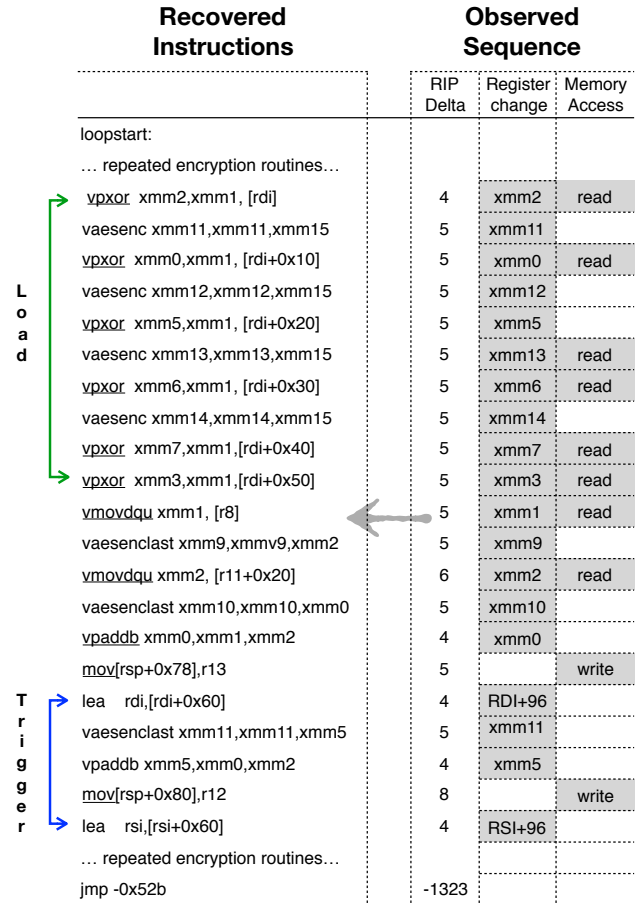 Recovered Instructions
Observed Sequence
RIP Delta
Register change
Memory Access
loopstart:
… repeated encryption routines…
vpxor xmm2,xmm1, [rdi] 4 xmm2 read
vaesenc xmm11,xmm11,xmm15 5 xmm11
vpxor xmm0,xmm1, [rdi+0x10] 5 xmm0 read
vaesenc xmm12,xmm12,xmm15 5 xmm12
vpxor xmm5,xmm1, [rdi+0x20] 5 xmm5
vaesenc xmm13,xmm13,xmm15 5 xmm13 read
vpxor xmm6,xmm1, [rdi+0x30] 5 xmm6 read
vaesenc xmm14,xmm14,xmm15 5 xmm14
vpxor xmm7,xmm1,[rdi+0x40] 5 xmm7 read
vpxor xmm3,xmm1,[rdi+0x50] 5 xmm3 read
Load
vmovdqu xmm1, [r8] 5 xmm1 read
vaesenclast xmm9,xmmv9,xmm2 5 xmm9
vmovdqu xmm2, [r11+0x20] 6 xmm2 read
vaesenclast xmm10,xmm10,xmm0 5 xmm10
vpaddb xmm0,xmm1,xmm2 4 xmm0
mov[rsp+0x78],r13 5 write
lea rdi,[rdi+0x60] 4 RDI+96
vaesenclast xmm11,xmm11,xmm5 5 xmm11
vpaddb xmm5,xmm0,xmm2 4 xmm5
mov[rsp+0x80],r12 8 write
lea rsi,[rsi+0x60] 4 RSI+96
Trigger
… repeated encryption routines…
jmp -0x52b -1323